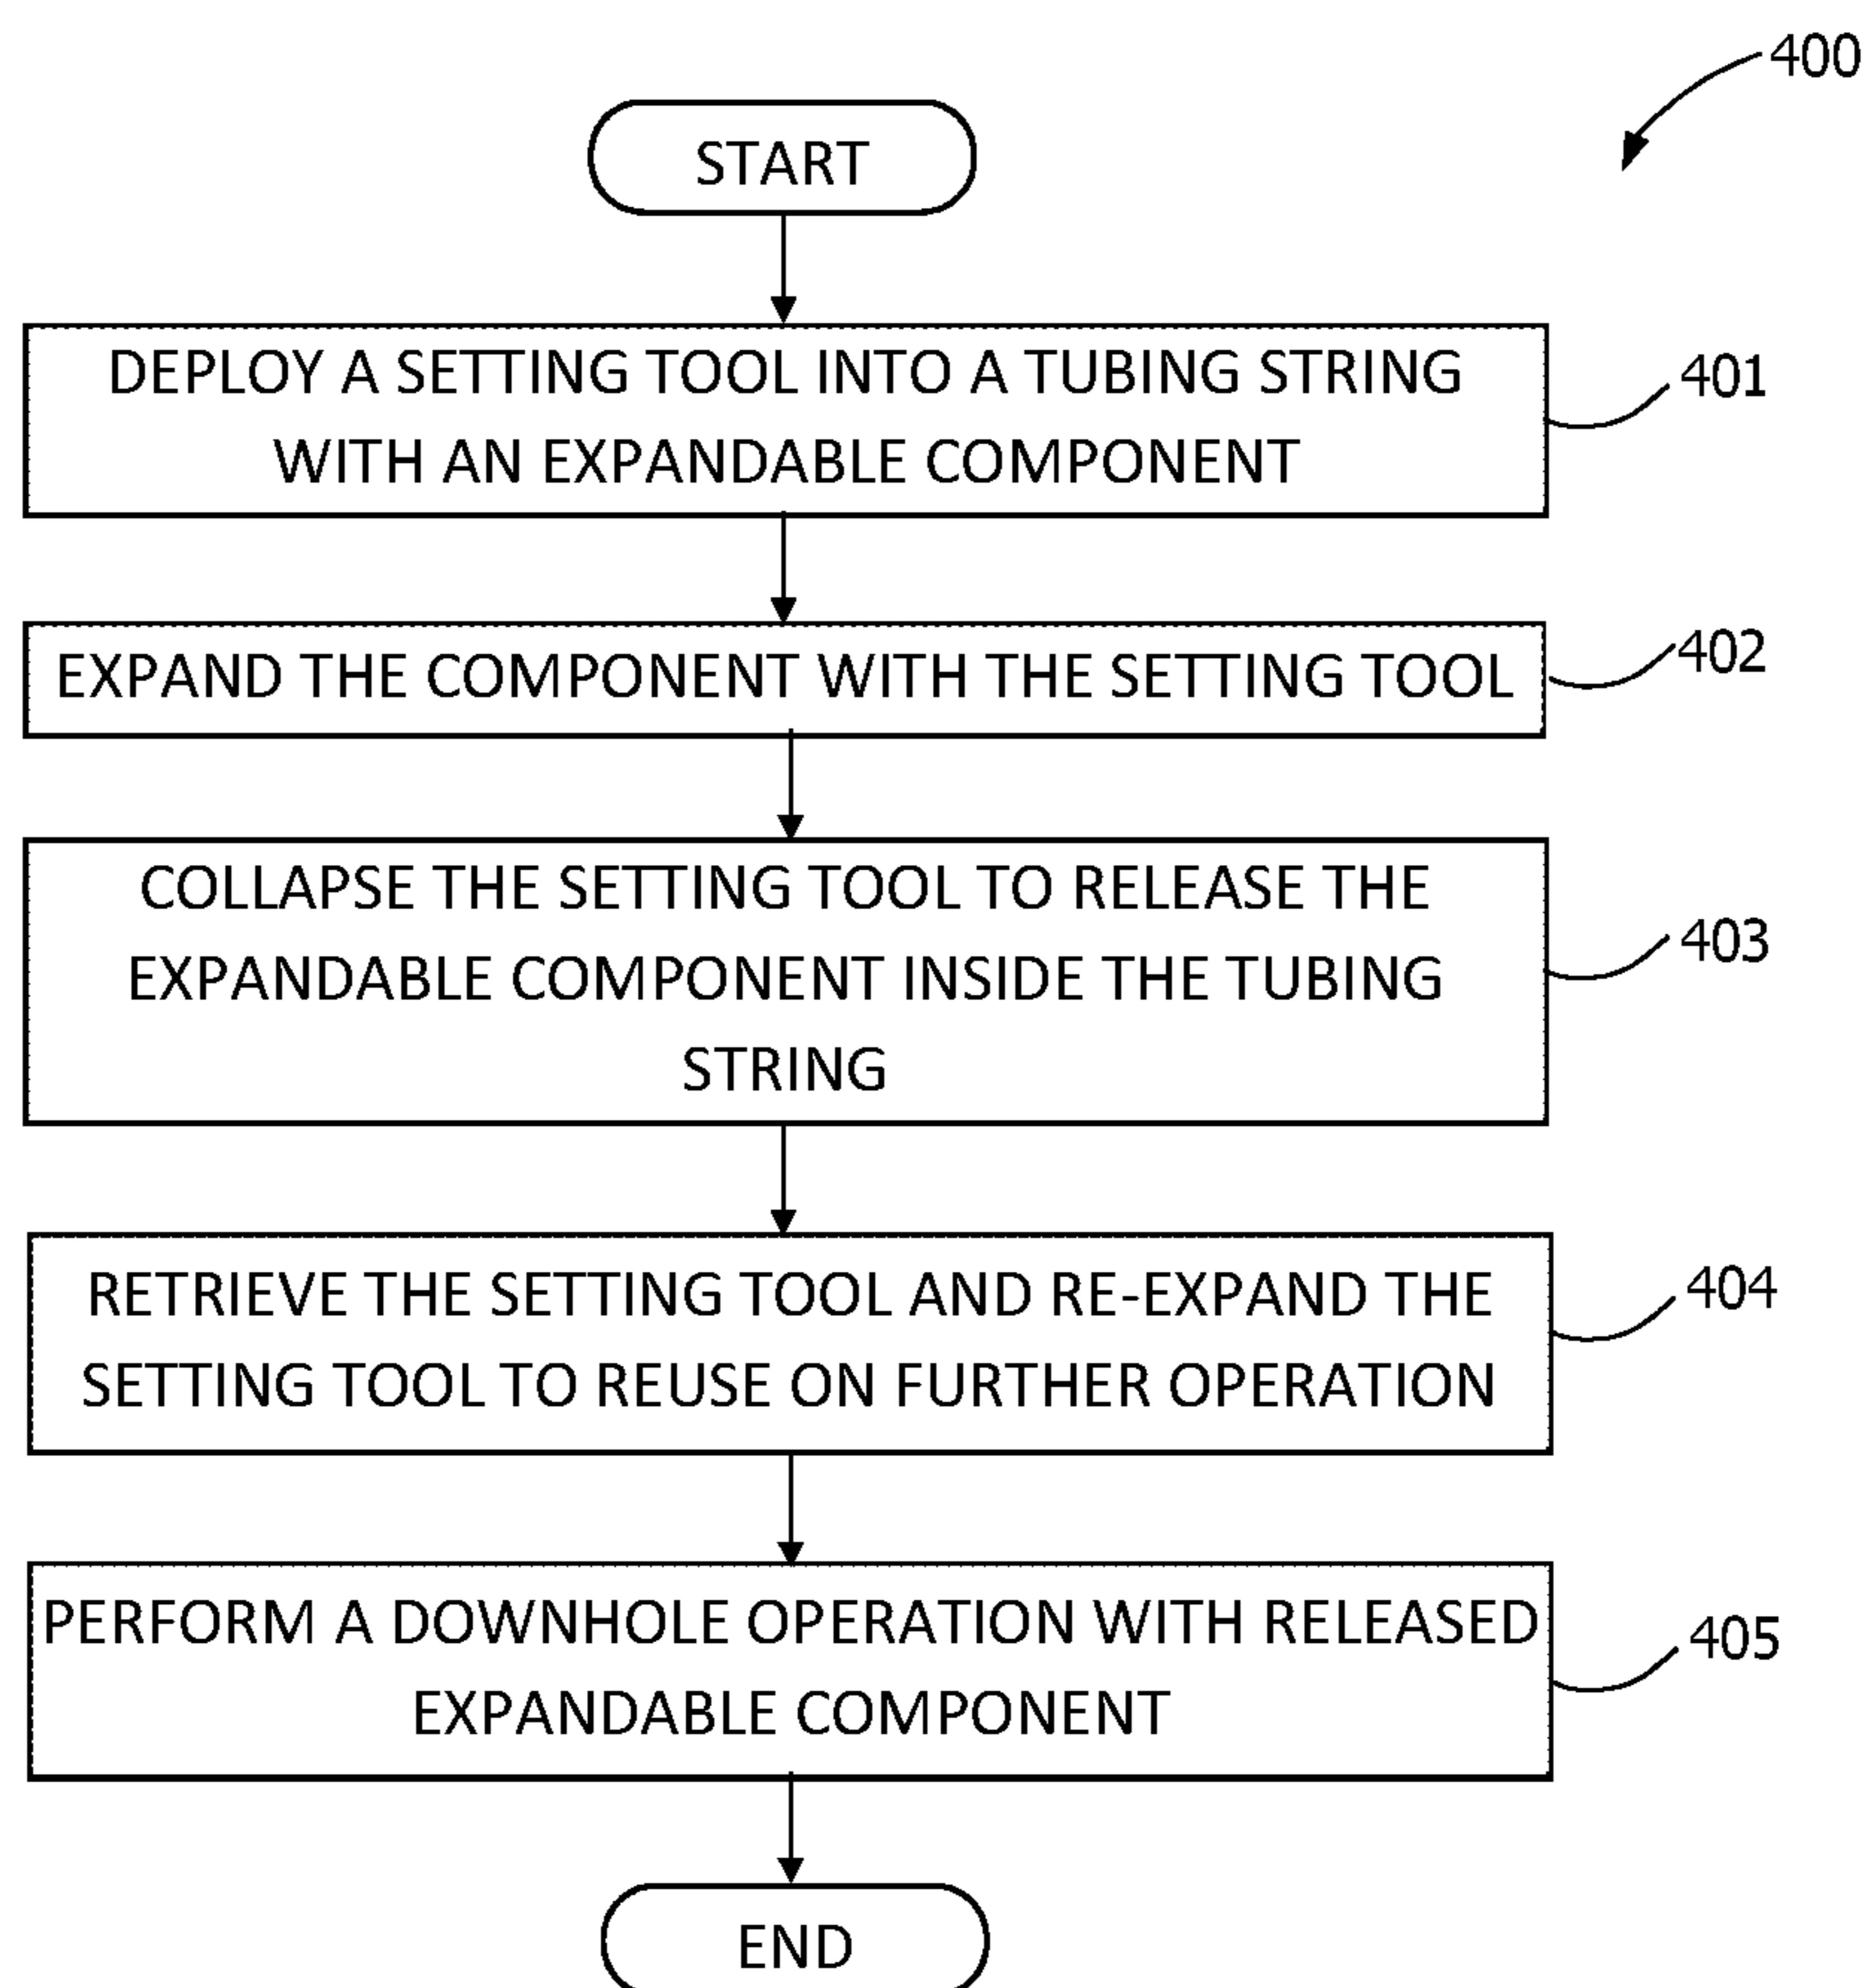 400
START
DEPLOY A SETTING TOOL INTO A TUBING STRING
WITH AN EXPANDABLE COMPONENT
401
EXPAND THE COMPONENT WITH THE SETTING TOOL
402
COLLAPSE THE SETTING TOOL TO RELEASE THE
EXPANDABLE COMPONENT INSIDE THE TUBING
STRING
403
RETRIEVE THE SETTING TOOL AND RE-EXPAND THE
SETTING TOOL TO REUSE ON FURTHER OPERATION
404
PERFORM A DOWNHOLE OPERATION WITH RELEASED
EXPANDABLE COMPONENT
405
END